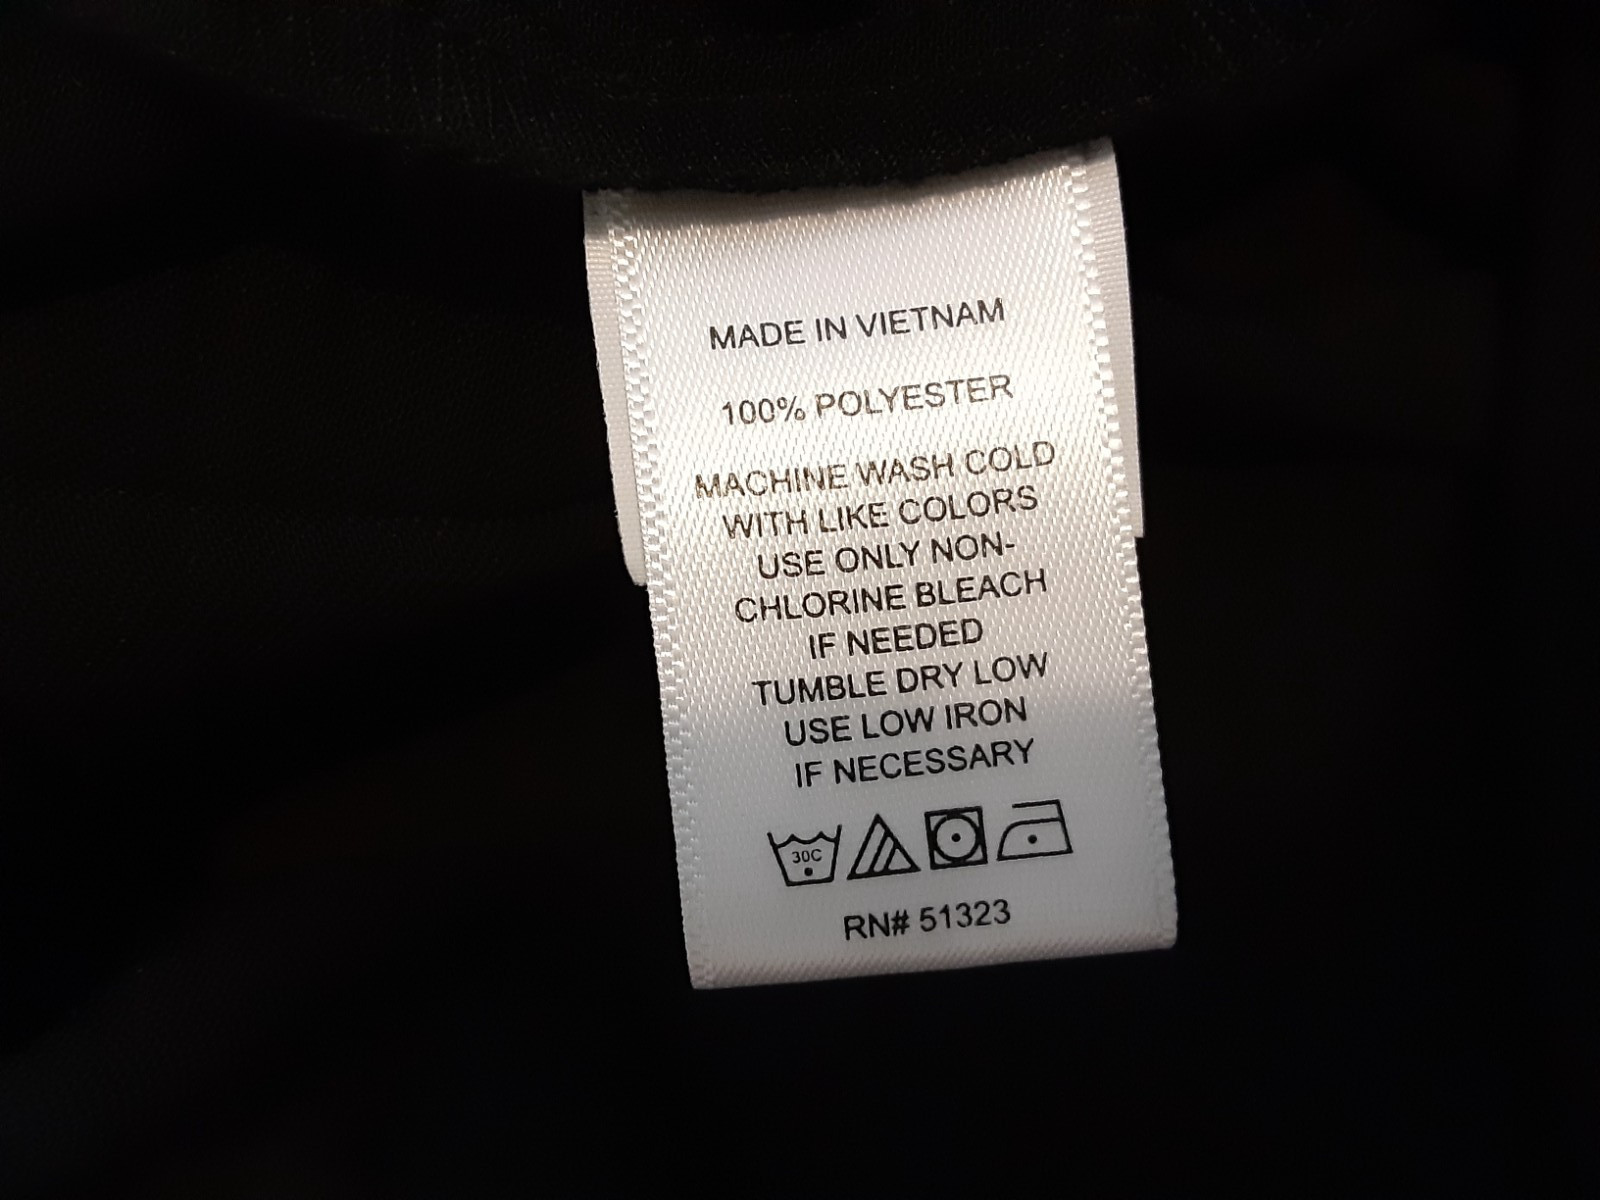 MADE IN VIETNAM
100% POLYESTER
MACHINE WASH COLD
WITH LIKE COLORS
USE ONLY NON-
CHLORINE BLEACH
IF NEEDED
TUMBLE DRY LOW
USE LOW IRON
IF NECESSARY
30C
RN# 51323